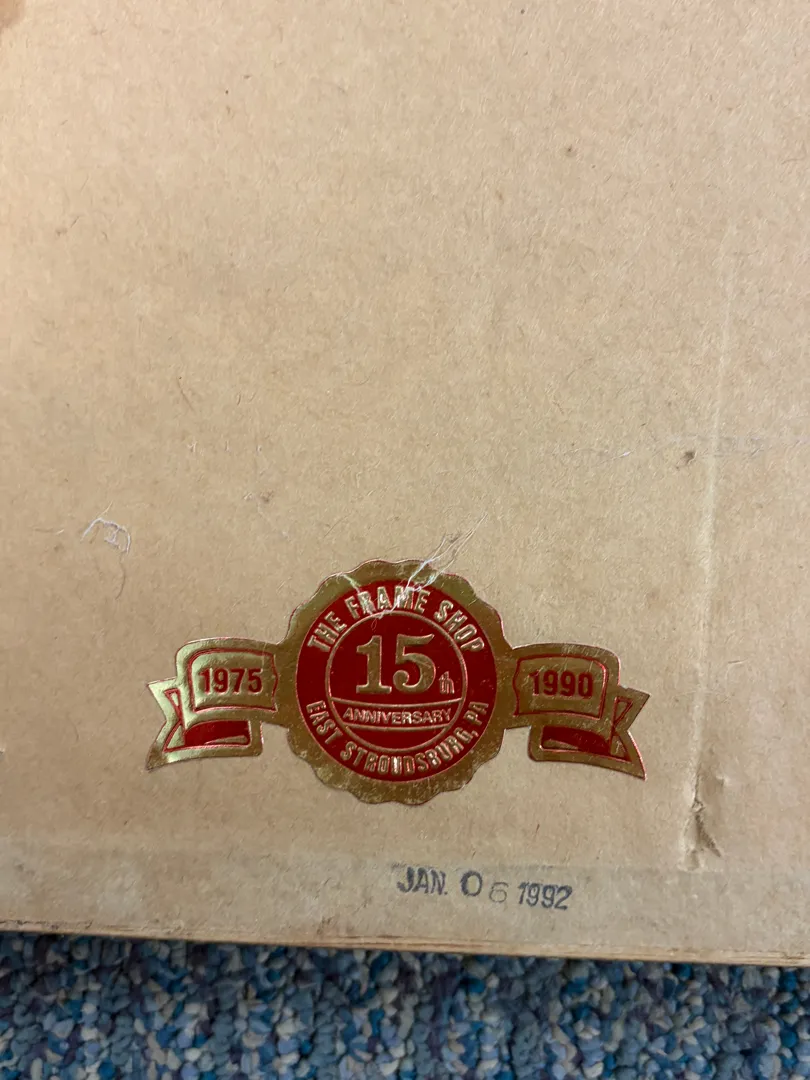 THE FRAME SHOP
1975
15th
1990
ANNIVERSARY
EAST STROUDSBURG, PA
JAN. 06 1992